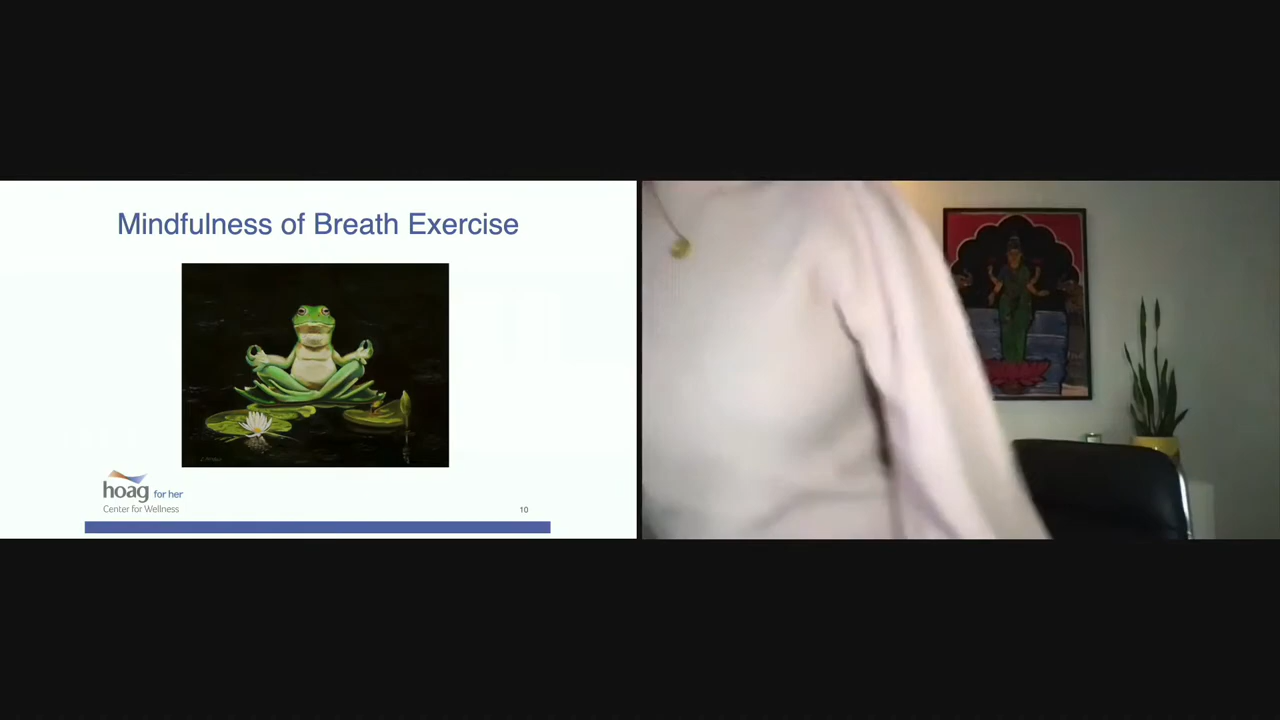 Mindfulness of Breath Exercise
hoag for her
Center for Wellness
10